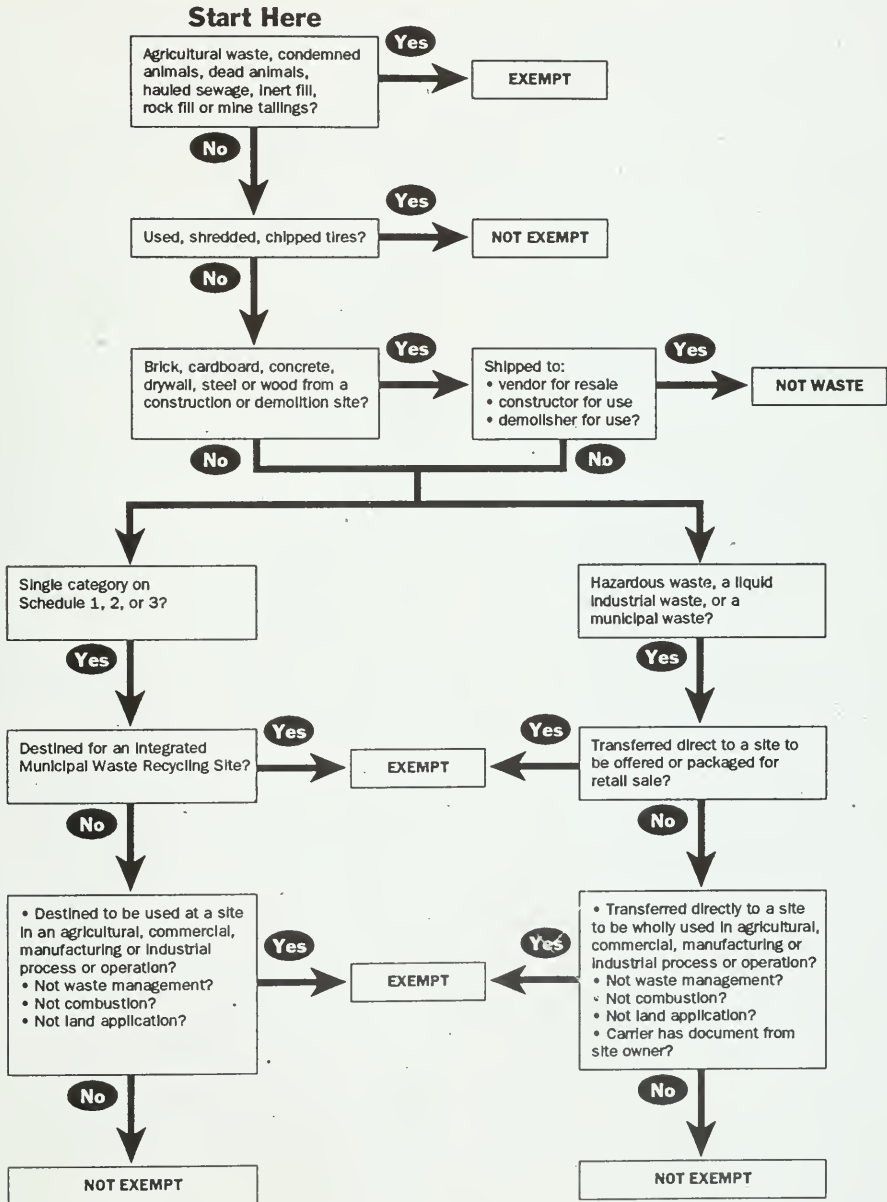 Start Here
Agricultural waste, condemned
animals, dead animals,
hauled sewage, inert fill,
rock fill or mine tailings?
Yes
EXEMPT
No
Used, shredded, chipped tires?
Yes
NOT EXEMPT
No
Brick, cardboard, concrete,
drywall, steel or wood from a
construction or demolition site?
Yes
Shipped to:
• vendor for resale
• constructor for use
• demolisher for use?
Yes
NOT WASTE
No
No
Single category on
Schedule 1, 2, or 3?
Hazardous waste, a liquid
industrial waste, or a
municipal waste?
Yes
Yes
Destined for an Integrated
Municipal Waste Recycling Site?
Yes
EXEMPT
Yes
Transferred direct to a site to
be offered or packaged for
retail sale?
No
No
• Destined to be used at a site
in an agricultural, commercial,
manufacturing or industrial
process or operation?
• Not waste management?
• Not combustion?
• Not land application?
Yes
EXEMPT
Yes
• Transferred directly to a site
to be wholly used in agricultural,
commercial, manufacturing or
industrial process or operation?
• Not waste management?
• Not combustion?
• Not land application?
• Carrier has document from
site owner?
No
No
NOT EXEMPT
NOT EXEMPT